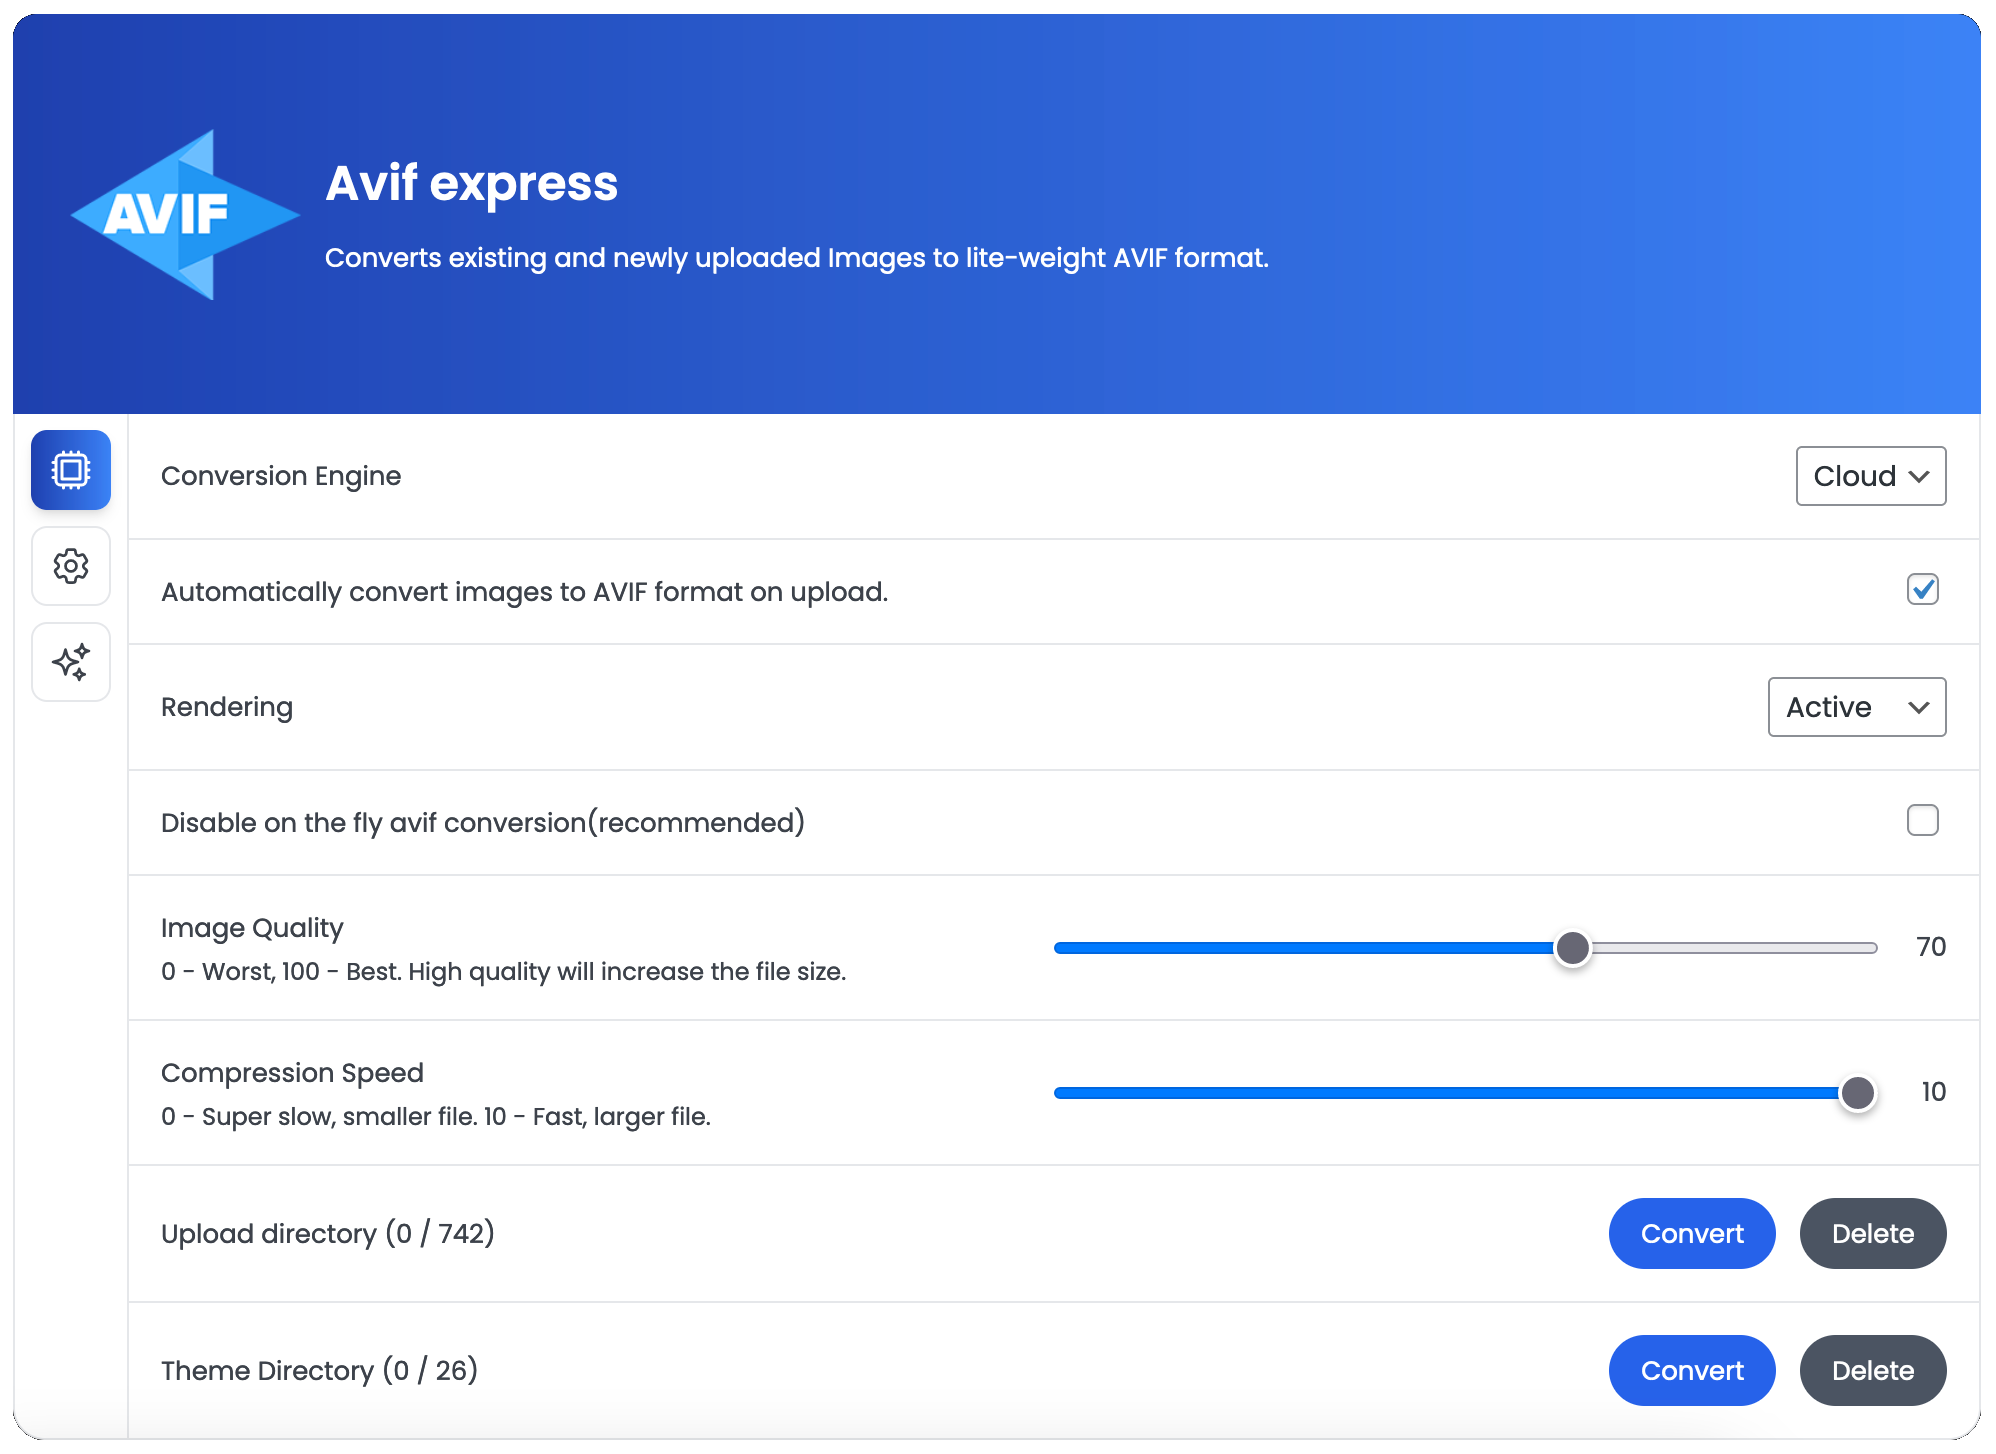 AVIF
Avif express
Converts existing and newly uploaded Images to lite-weight AVIF format.
Conversion Engine
Cloud
Automatically convert images to AVIF format on upload.
Rendering
Active
Disable on the fly avif conversion(recommended)
Image Quality
0 - Worst, 100 - Best. High quality will increase the file size.
70
Compression Speed
0 - Super slow, smaller file. 10 - Fast, larger file.
10
Upload directory (0 / 742)
Convert
Delete
Theme Directory (0 / 26)
Convert
Delete